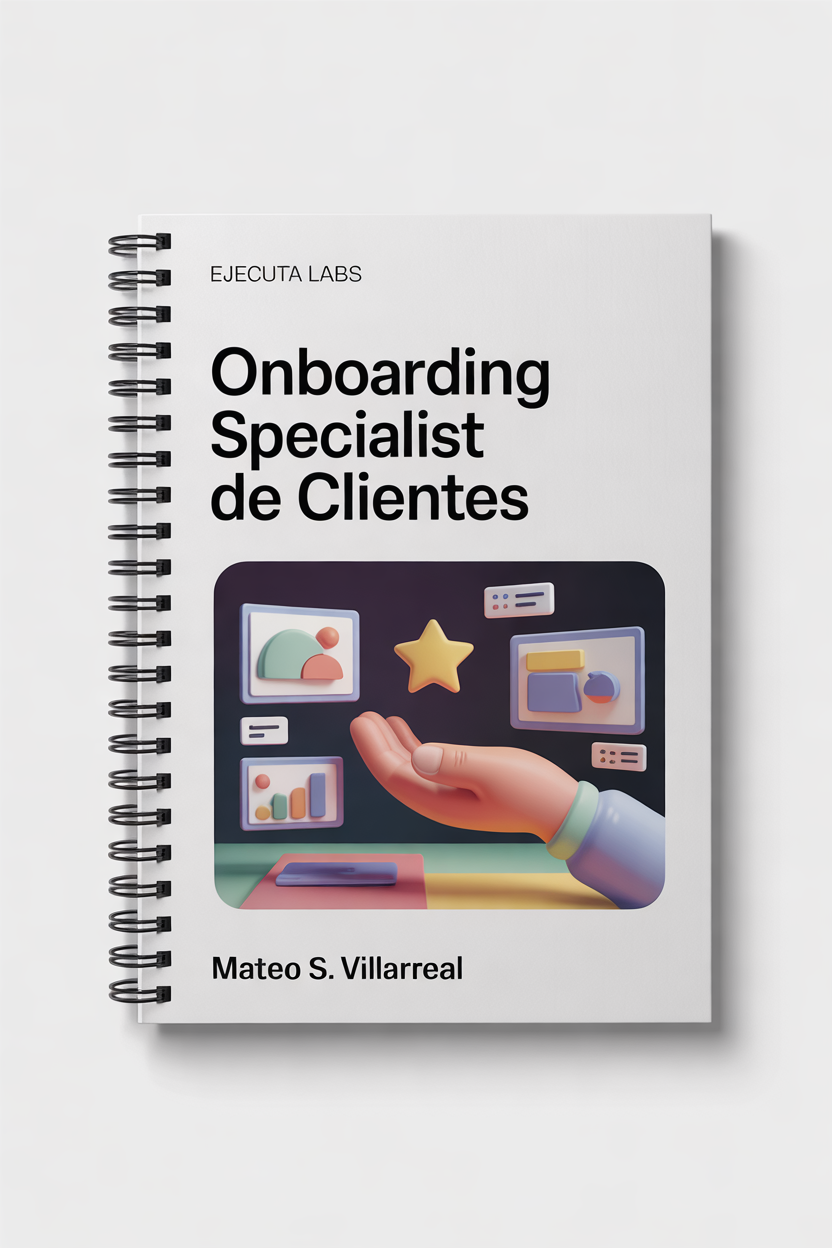 EJECUTA LABS
Onboarding
Specialist
de Clientes
Mateo S. Villarreal